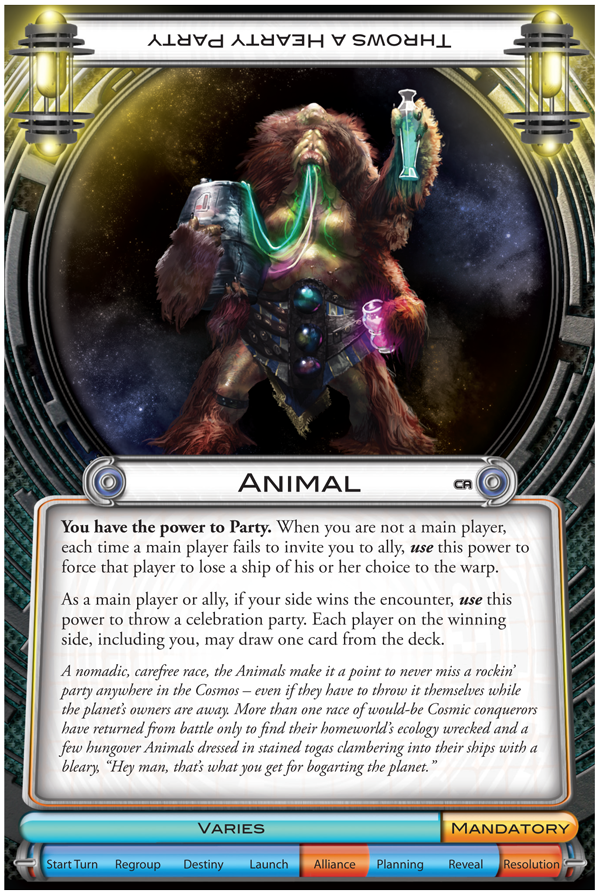 THROWS A HEARTY PARTY
ANIMAL
CA
You have the power to Party. When you are not a main player,
each time a main player fails to invite you to ally, use this power to
force that player to lose a ship of his or her choice to the warp.
As a main player or ally, if your side wins the encounter, use this
power to throw a celebration party. Each player on the winning
side, including you, may draw one card from the deck.
A nomadic, carefree race, the Animals make it a point to never miss a rockin’
party anywhere in the Cosmos – even if they have to throw it themselves while
the planet’s owners are away. More than one race of would-be Cosmic conquerors
have returned from battle only to find their homeworld’s ecology wrecked and a
few hungover Animals dressed in stained togas clambering into their ships with a
bleary, “Hey man, that’s what you get for bogarting the planet.”
VARIES MANDATORY
Start Turn Regroup Destiny Launch Alliance Planning Reveal Resolution